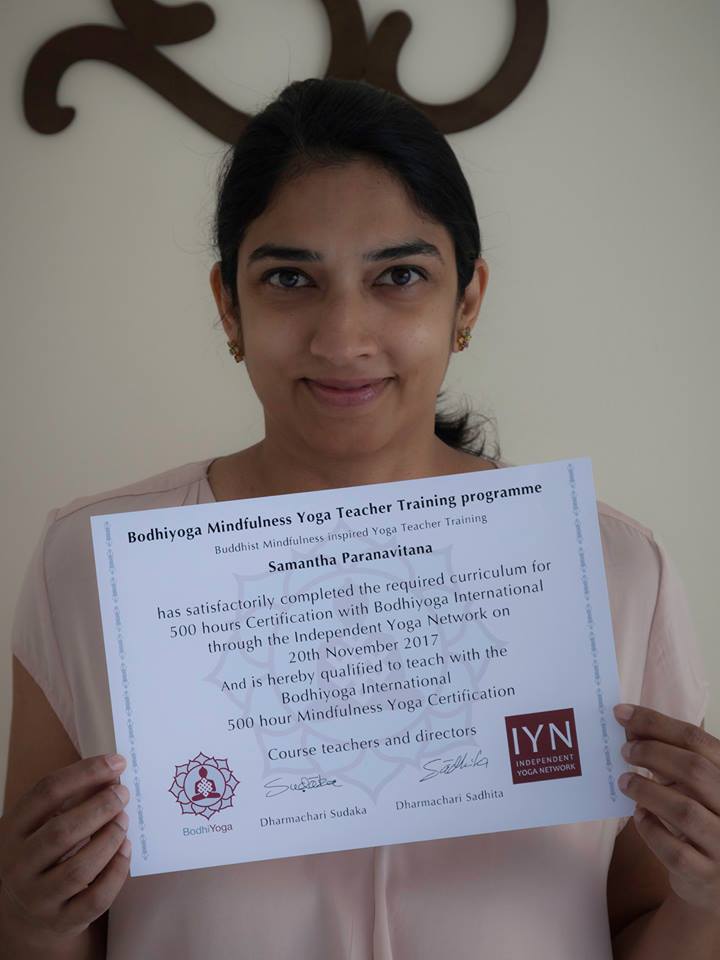 Bodhiyoga Mindfulness Yoga Teacher Training programme
Buddhist Mindfulness inspired Yoga Teacher Training
Samantha Paranavitana
has satisfactorily completed the required curriculum for
500 hours Certification with Bodhiyoga International
through the Independent Yoga Network on
20th November 2017
And is hereby qualified to teach with the
Bodhiyoga International
500 hour Mindfulness Yoga Certification
Course teachers and directors
Sudaka
Sādhita
Dharmachari Sudaka
Dharmachari Sadhita
BodhiYoga
IYN
INDEPENDENT
YOGA NETWORK